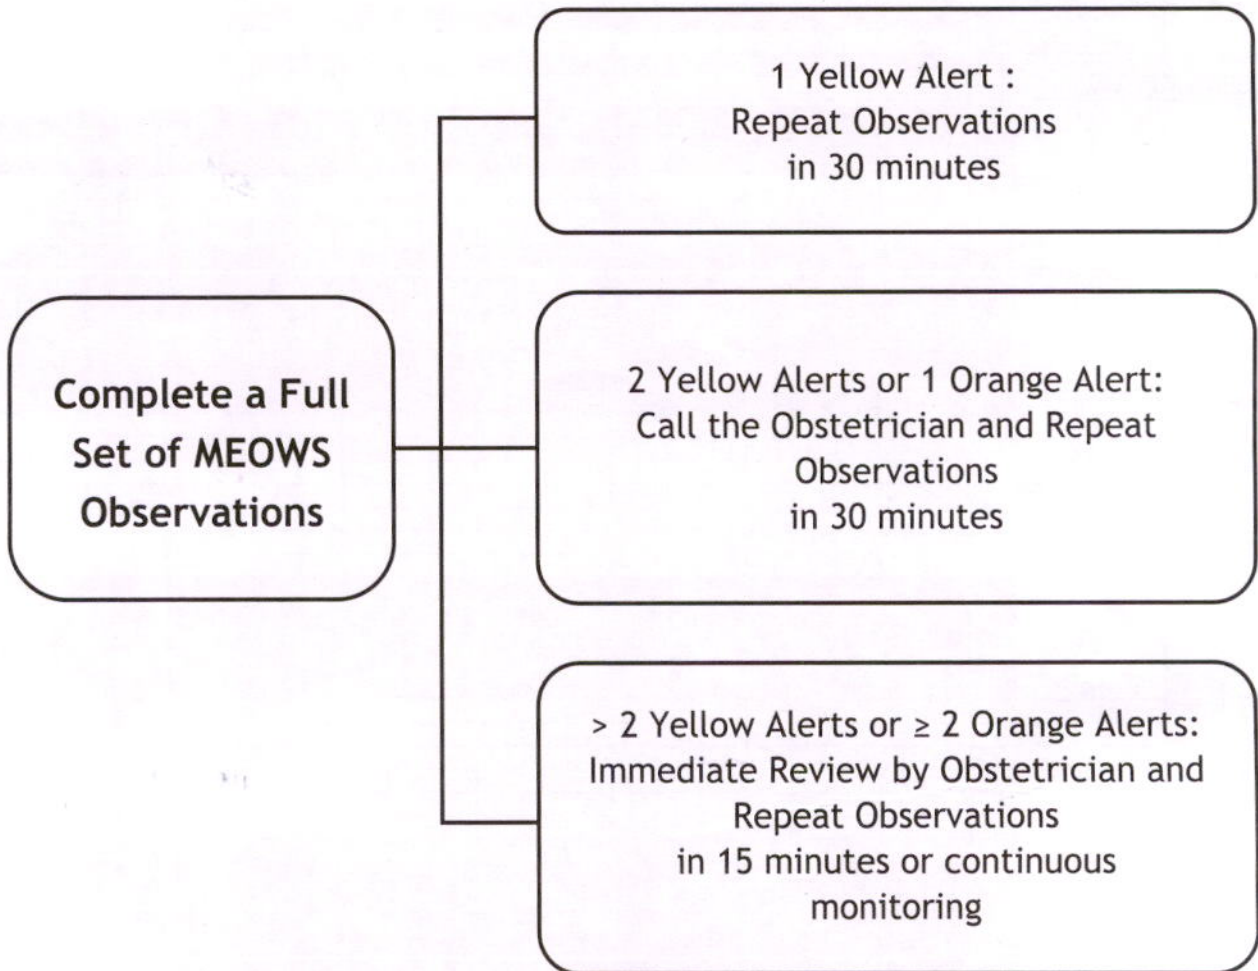 Complete a Full
Set of MEOWS
Observations
1 Yellow Alert :
Repeat Observations
in 30 minutes
2 Yellow Alerts or 1 Orange Alert:
Call the Obstetrician and Repeat
Observations
in 30 minutes
> 2 Yellow Alerts or ≥ 2 Orange Alerts:
Immediate Review by Obstetrician and
Repeat Observations
in 15 minutes or continuous
monitoring